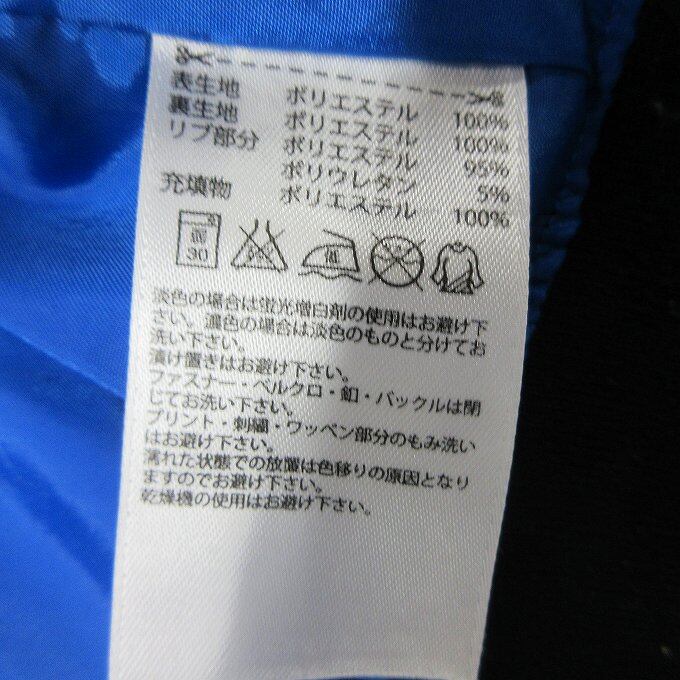 表生地 ポリエステル 100%
裏生地 ポリエステル 100%
リブ部分 ポリエステル 95%
ポリウレタン 5%
充填物 ポリエステル 100%
弱
30
低
淡色の場合は蛍光増白剤の使用はお避け下
さい。濃色の場合は淡色のものと分けてお
洗い下さい。
漬け置きはお避け下さい。
ファスナー・ベルクロ・釦・バックルは閉
じてお洗い下さい。
プリント・刺繍・ワッペン部分のもみ洗い
はお避け下さい。
濡れた状態での放置は色移りの原因となり
ますのでお避け下さい。
乾燥機の使用はお避け下さい。